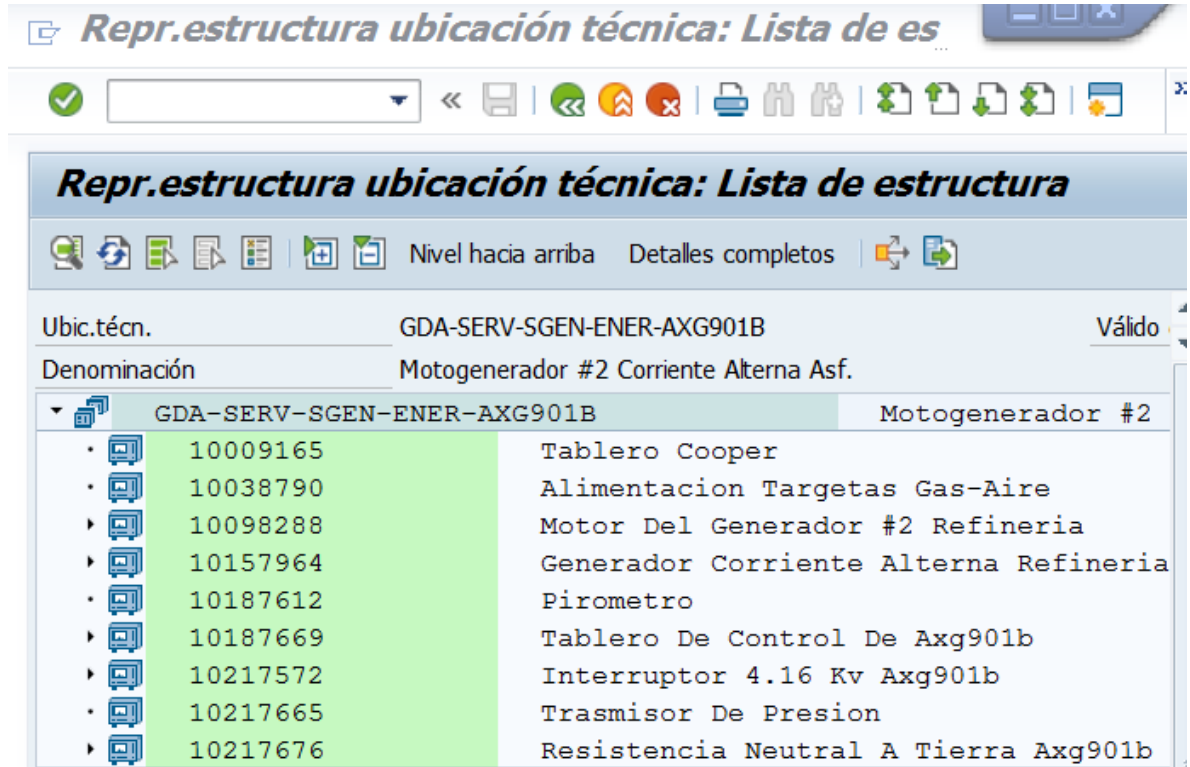 Repr.estructura ubicación técnica: Lista de es
Repr.estructura ubicación técnica: Lista de estructura
Nivel hacia arriba Detalles completos
Ubic.técn. GDA-SERV-SGEN-ENER-AXG901B Válido
Denominación Motogenerador #2 Corriente Alterna Asf.
GDA-SERV-SGEN-ENER-AXG901B Motogenerador #2
10009165 Tablero Cooper
10038790 Alimentacion Targetas Gas-Aire
10098288 Motor Del Generador #2 Refineria
10157964 Generador Corriente Alterna Refineria
10187612 Pirometro
10187669 Tablero De Control De Axg901b
10217572 Interruptor 4.16 Kv Axg901b
10217665 Trasmisor De Presion
10217676 Resistencia Neutral A Tierra Axg901b